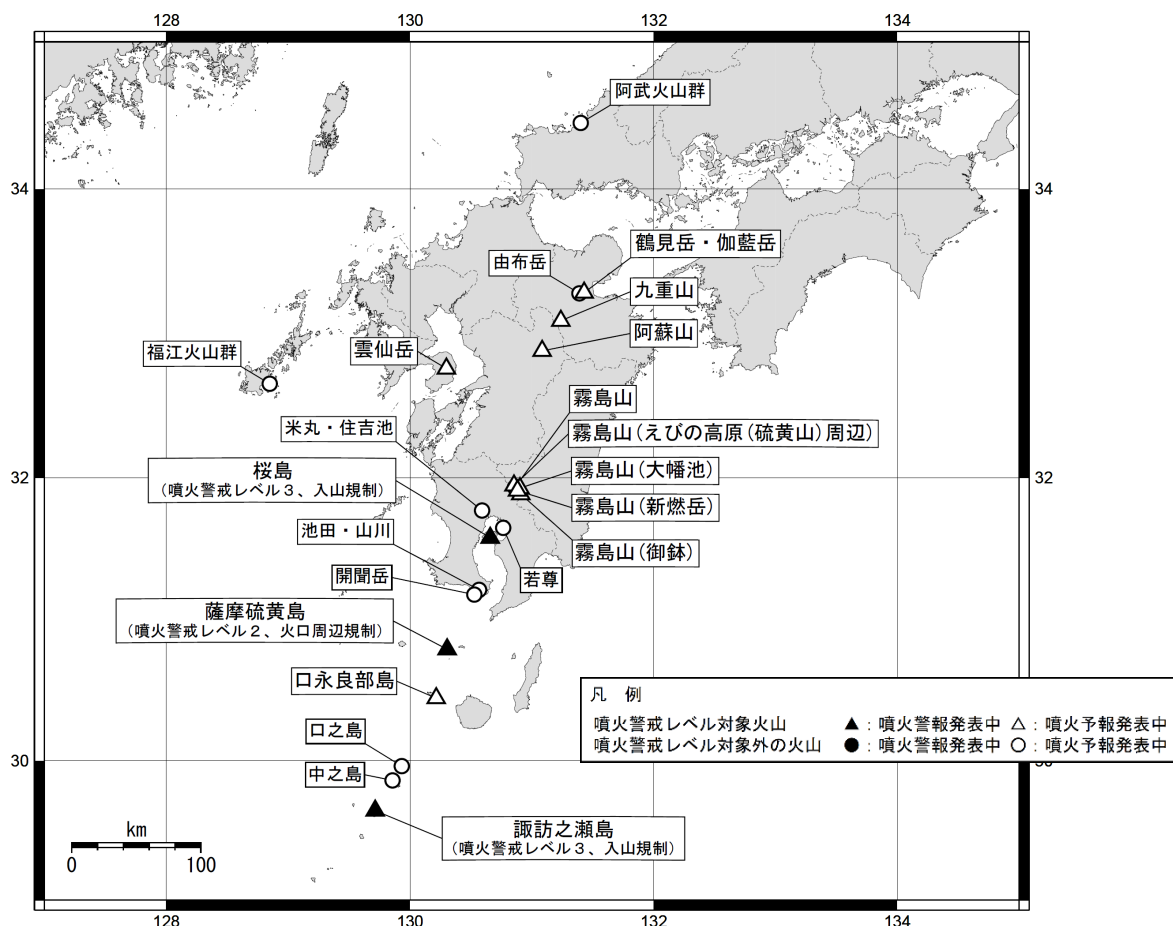 128
130
132
134
阿武火山群
34
34
鶴見岳・伽藍岳
由布岳
九重山
阿蘇山
雲仙岳
福江火山群
霧島山
米丸・住吉池
霧島山(えびの高原(硫黄山)周辺)
桜島
(噴火警戒レベル3、入山規制)
霧島山(大幡池)
32
32
霧島山(新燃岳)
池田・山川
霧島山(御鉢)
開聞岳
若尊
薩摩硫黄島
(噴火警戒レベル2、火口周辺規制)
口永良部島
凡 例
噴火警戒レベル対象火山 ▲:噴火警報発表中 △:噴火予報発表中
噴火警戒レベル対象外の火山 ●:噴火警報発表中 ○:噴火予報発表中
口之島
30
中之島
諏訪之瀬島
(噴火警戒レベル3、入山規制)
km
0 100
128
130
132
134